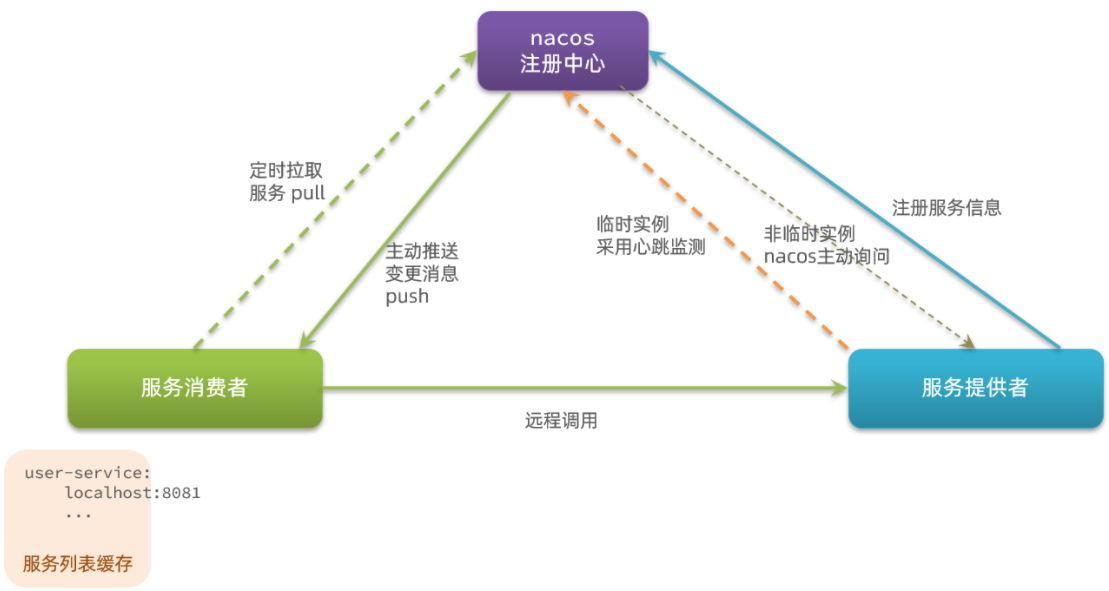 nacos
注册中心
定时拉取
服务 pull
主动推送
变更消息
push
临时实例
采用心跳监测
非临时实例
nacos主动询问
注册服务信息
服务消费者
服务提供者
远程调用
user-service:
localhost:8081
...
服务列表缓存